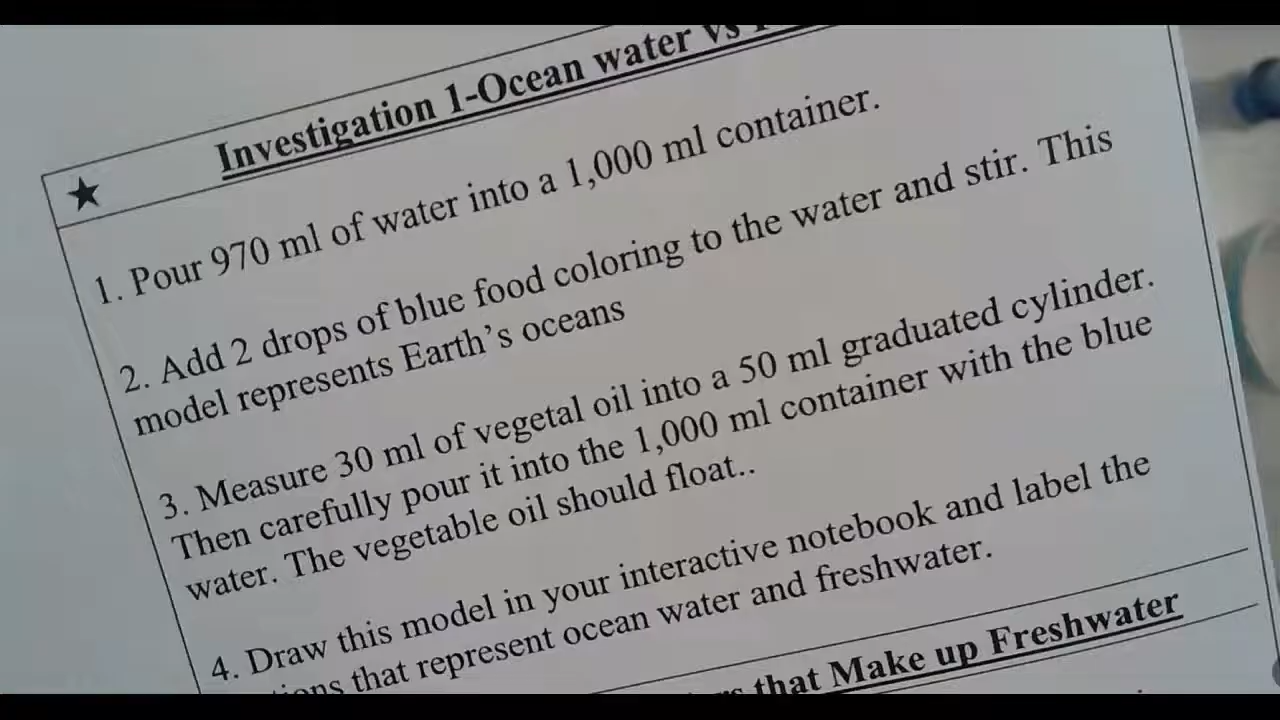 Investigation 1-Ocean water vs
★
1. Pour 970 ml of water into a 1,000 ml container.
2. Add 2 drops of blue food coloring to the water and stir. This
model represents Earth's oceans
3. Measure 30 ml of vegetal oil into a 50 ml graduated cylinder.
Then carefully pour it into the 1,000 ml container with the blue
water. The vegetable oil should float..
4. Draw this model in your interactive notebook and label the
that represent ocean water and freshwater.
that Make up Freshwater